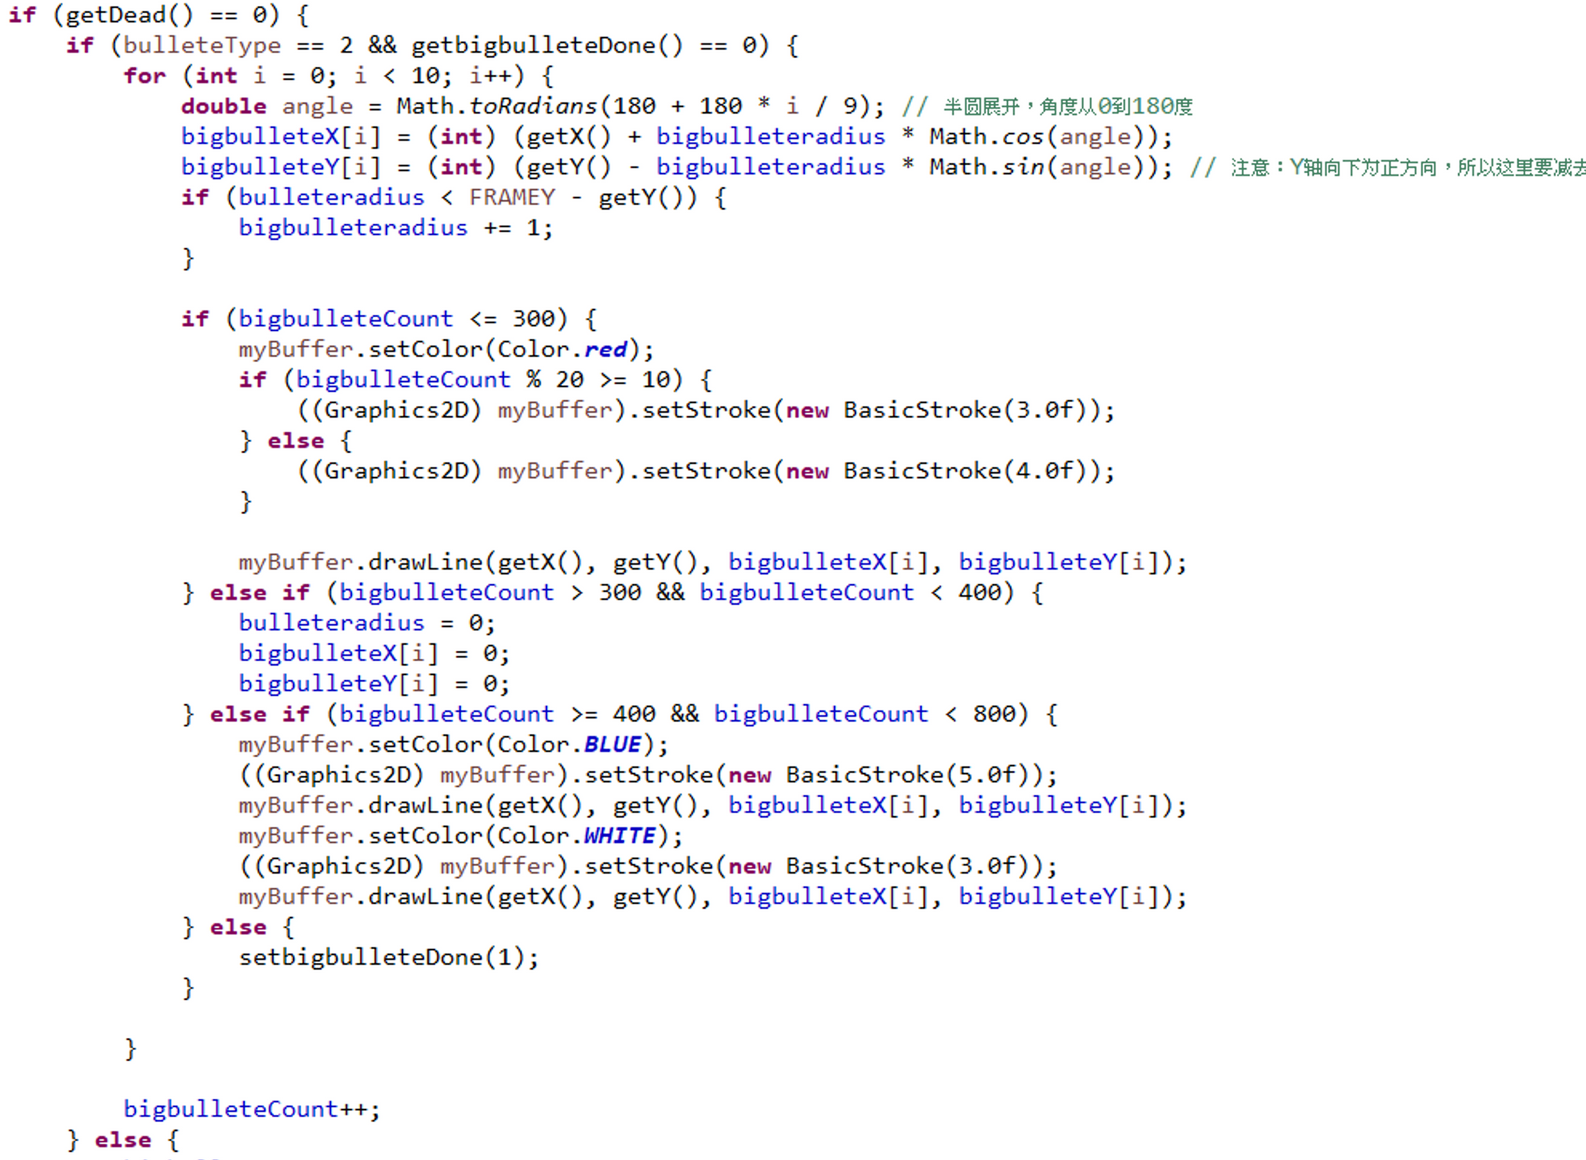 if (getDead() == 0) {
if (bulleteType == 2 && getbigbulleteDone() == 0) {
for (int i = 0; i < 10; i++) {
double angle = Math.toRadians(180 + 180 * i / 9); // 半圆展开，角度从0到180度
bigbulleteX[i] = (int) (getX() + bigbulleteradius * Math.cos(angle));
bigbulleteY[i] = (int) (getY() - bigbulleteradius * Math.sin(angle)); // 注意：Y轴向下为正方向，所以这里要减去
if (bulleteradius < FRAMEY - getY()) {
bigbulleteradius += 1;
}
if (bigbulleteCount <= 300) {
myBuffer.setColor(Color.red);
if (bigbulleteCount % 20 >= 10) {
((Graphics2D) myBuffer).setStroke(new BasicStroke(3.0f));
} else {
((Graphics2D) myBuffer).setStroke(new BasicStroke(4.0f));
}
myBuffer.drawLine(getX(), getY(), bigbulleteX[i], bigbulleteY[i]);
} else if (bigbulleteCount > 300 && bigbulleteCount < 400) {
bulleteradius = 0;
bigbulleteX[i] = 0;
bigbulleteY[i] = 0;
} else if (bigbulleteCount >= 400 && bigbulleteCount < 800) {
myBuffer.setColor(Color.BLUE);
((Graphics2D) myBuffer).setStroke(new BasicStroke(5.0f));
myBuffer.drawLine(getX(), getY(), bigbulleteX[i], bigbulleteY[i]);
myBuffer.setColor(Color.WHITE);
((Graphics2D) myBuffer).setStroke(new BasicStroke(3.0f));
myBuffer.drawLine(getX(), getY(), bigbulleteX[i], bigbulleteY[i]);
} else {
setbigbulleteDone(1);
}
}
bigbulleteCount++;
} else {